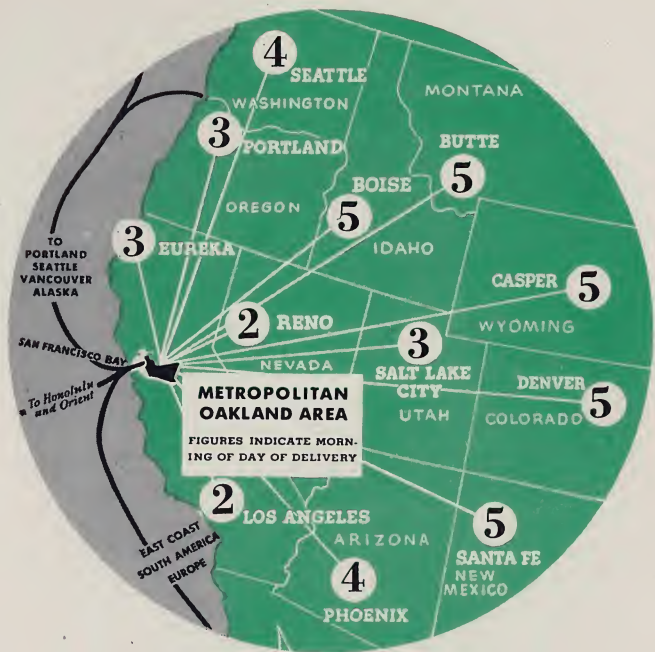 4
SEATTLE
WASHINGTON
MONTANA
3
PORTLAND
BUTTE
5
BOISE
5
OREGON
IDAHO
3
EUREKA
TO
PORTLAND
SEATTLE
VANCOUVER
ALASKA
CASPER
5
WYOMING
2
RENO
NEVADA
3
SALT LAKE
CITY
UTAH
SAN FRANCISCO BAY
To Honolulu
and Orient
DENVER
5
COLORADO
METROPOLITAN
OAKLAND AREA
FIGURES INDICATE MORN-
ING OF DAY OF DELIVERY
2
LOS ANGELES
ARIZONA
5
SANTA FE
NEW
MEXICO
4
PHOENIX
EAST COAST
SOUTH AMERICA
EUROPE